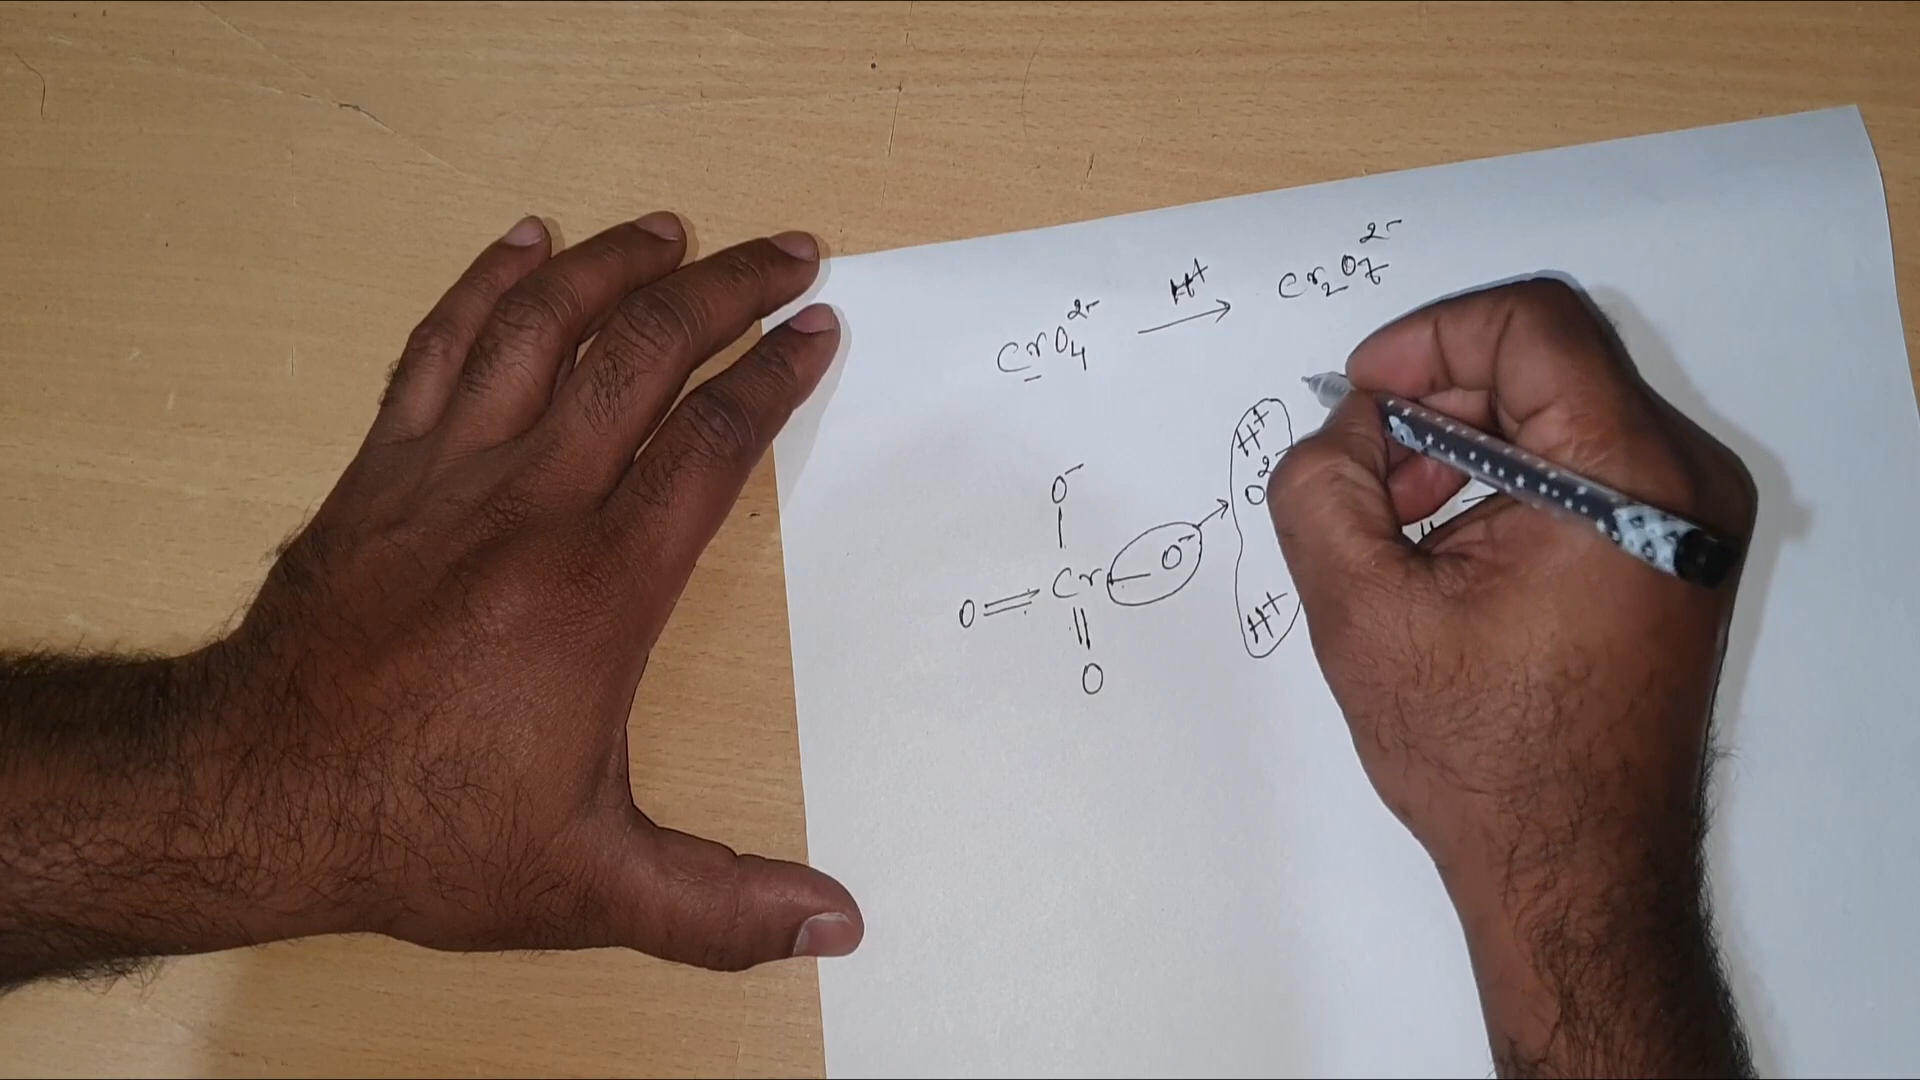 CrO4^2- —H+→ Cr2O7^2-
O-
|
O=Cr—O- → H+ O2- H+
||
O